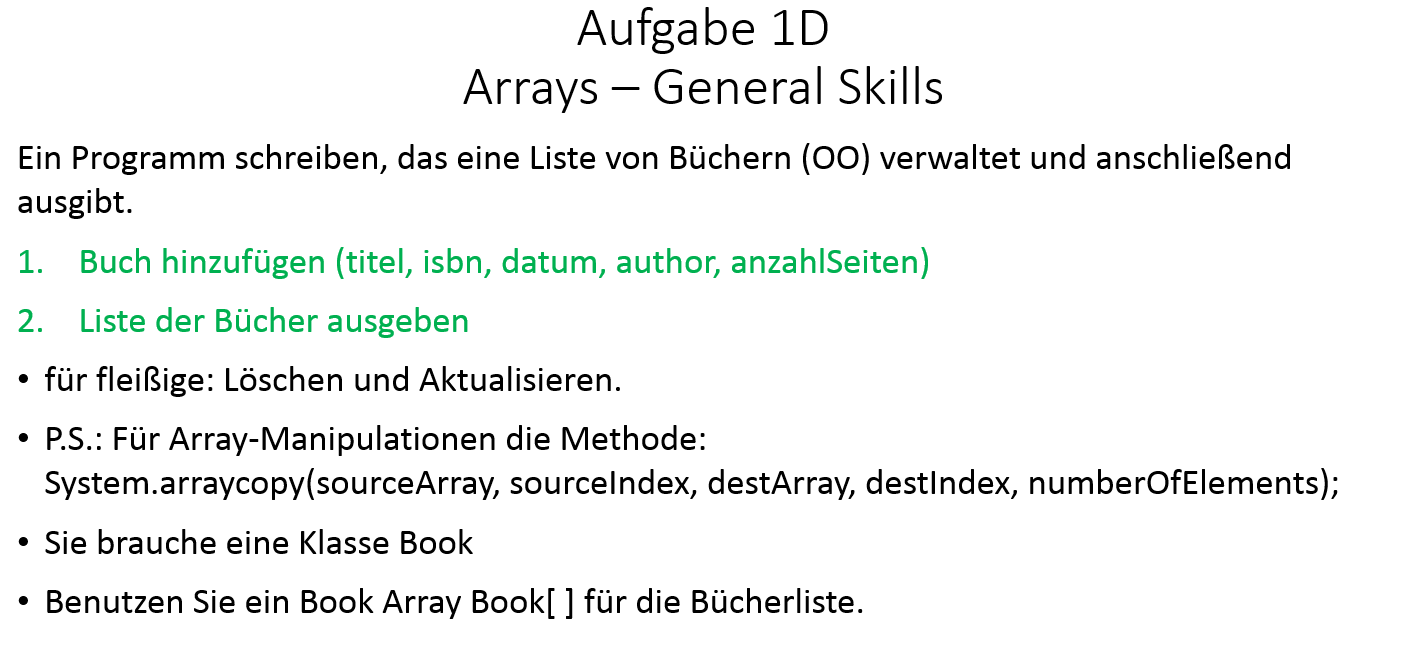 Aufgabe 1D
Arrays – General Skills
Ein Programm schreiben, das eine Liste von Büchern (OO) verwaltet und anschließend
ausgibt.
1. Buch hinzufügen (titel, isbn, datum, author, anzahlSeiten)
2. Liste der Bücher ausgeben
• für fleißige: Löschen und Aktualisieren.
• P.S.: Für Array-Manipulationen die Methode:
System.arraycopy(sourceArray, sourceIndex, destArray, destIndex, numberOfElements);
• Sie brauche eine Klasse Book
• Benutzen Sie ein Book Array Book[ ] für die Bücherliste.